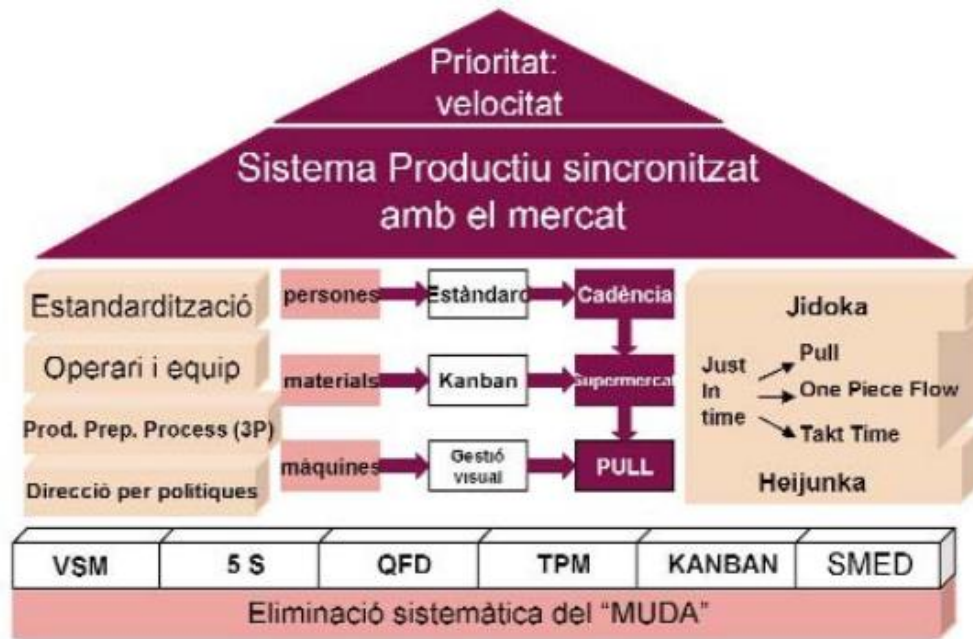 Prioritat:
velocitat
Sistema Productiu sincronitzat
amb el mercat
Estandardització
Operari i equip
Prod. Prep. Process (3P)
Direcció per polítiques
persones
Estàndard
Cadència
materials
Kanban
Supermercat
màquines
Gestió
visual
PULL
Jidoka
Just
In
time
Pull
One Piece Flow
Takt Time
Heijunka
VSM
5 S
QFD
TPM
KANBAN
SMED
Eliminació sistemàtica del “MUDA”